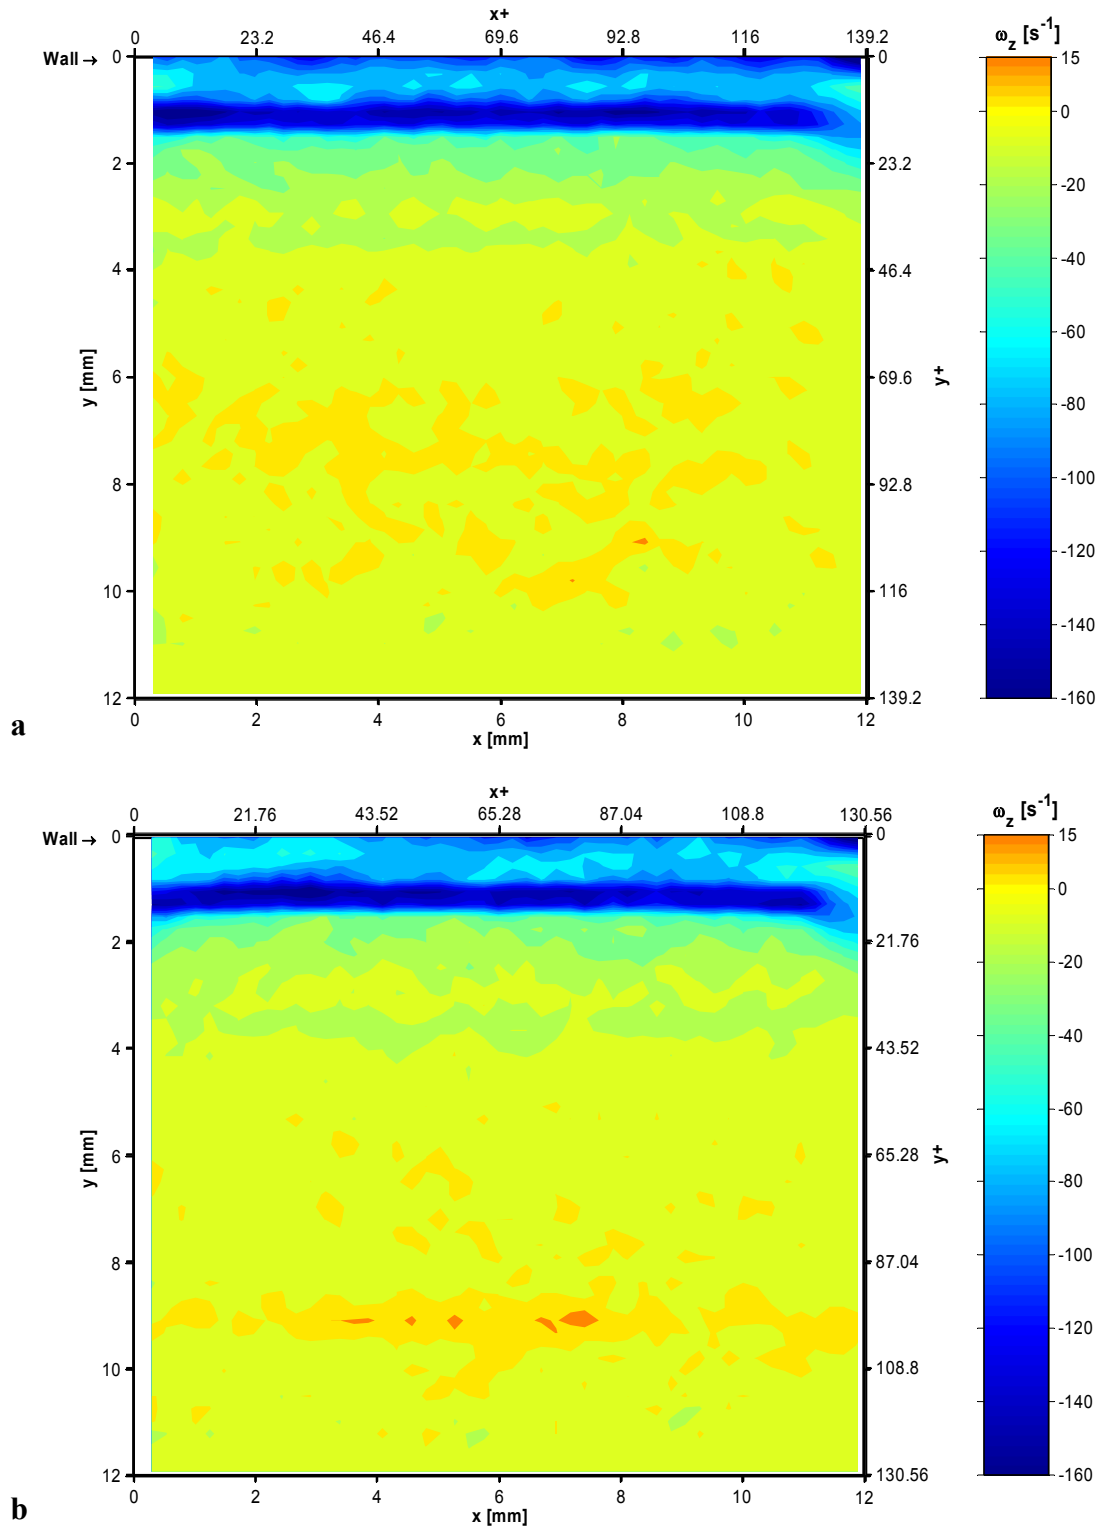 x+
0 23.2 46.4 69.6 92.8 116 139.2
ω_z [s^-1]
Wall →
0 2 4 6 8 10 12
y [mm]
0 23.2 46.4 69.6 92.8 116 139.2
y+
15 0 -20 -40 -60 -80 -100 -120 -140 -160
0 2 4 6 8 10 12
x [mm]
a
x+
0 21.76 43.52 65.28 87.04 108.8 130.56
ω_z [s^-1]
Wall →
0 2 4 6 8 10 12
y [mm]
0 21.76 43.52 65.28 87.04 108.8 130.56
y+
15 0 -20 -40 -60 -80 -100 -120 -140 -160
0 2 4 6 8 10 12
x [mm]
b